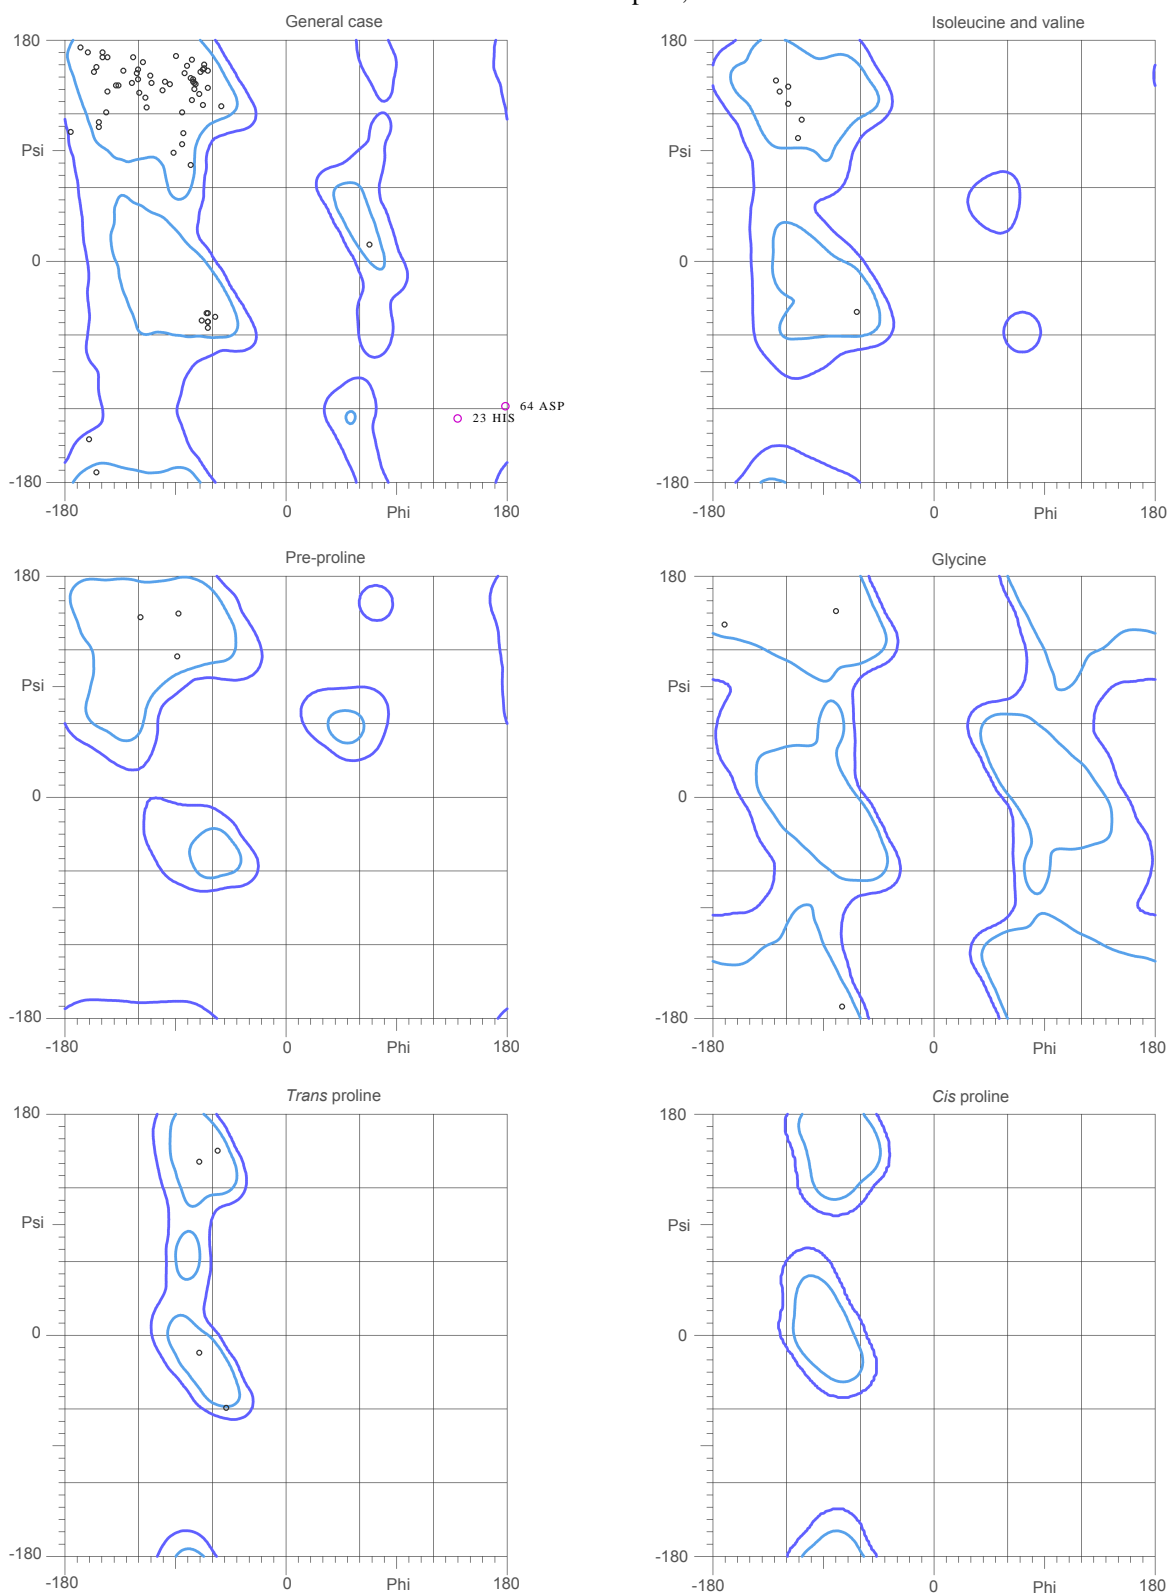 General case
Isoleucine and valine
180
180
Psi
Psi
0
0
64 ASP
23 HIS
-180
-180
-180
0
Phi
180
-180
0
Phi
180
Pre-proline
Glycine
180
180
Psi
Psi
0
0
-180
-180
-180
0
Phi
180
-180
0
Phi
180
Trans proline
Cis proline
180
180
Psi
Psi
0
0
-180
-180
-180
0
Phi
180
-180
0
Phi
180